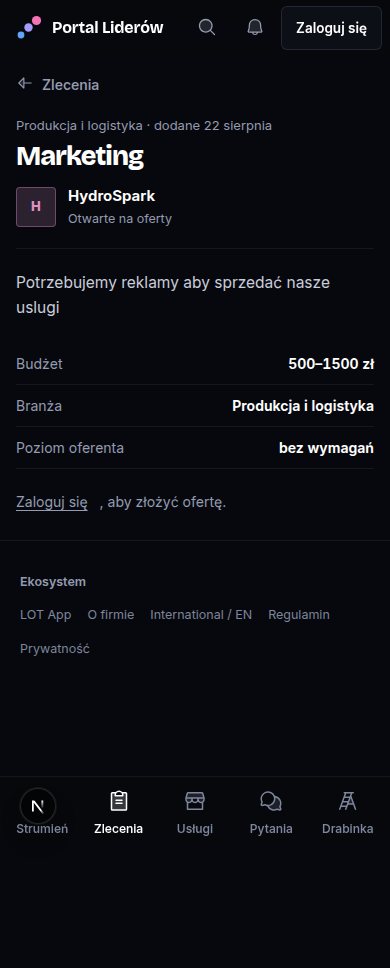 Portal Liderów
Zaloguj się
Zlecenia
Produkcja i logistyka · dodane 22 sierpnia
Marketing
H
HydroSpark
Otwarte na oferty
Potrzebujemy reklamy aby sprzedać nasze
uslugi
Budżet 500–1500 zł
Branża Produkcja i logistyka
Poziom oferenta bez wymagań
Zaloguj się , aby złożyć ofertę.
Ekosystem
LOT App O firmie International / EN Regulamin
Prywatność
N
Strumień Zlecenia Usługi Pytania Drabinka